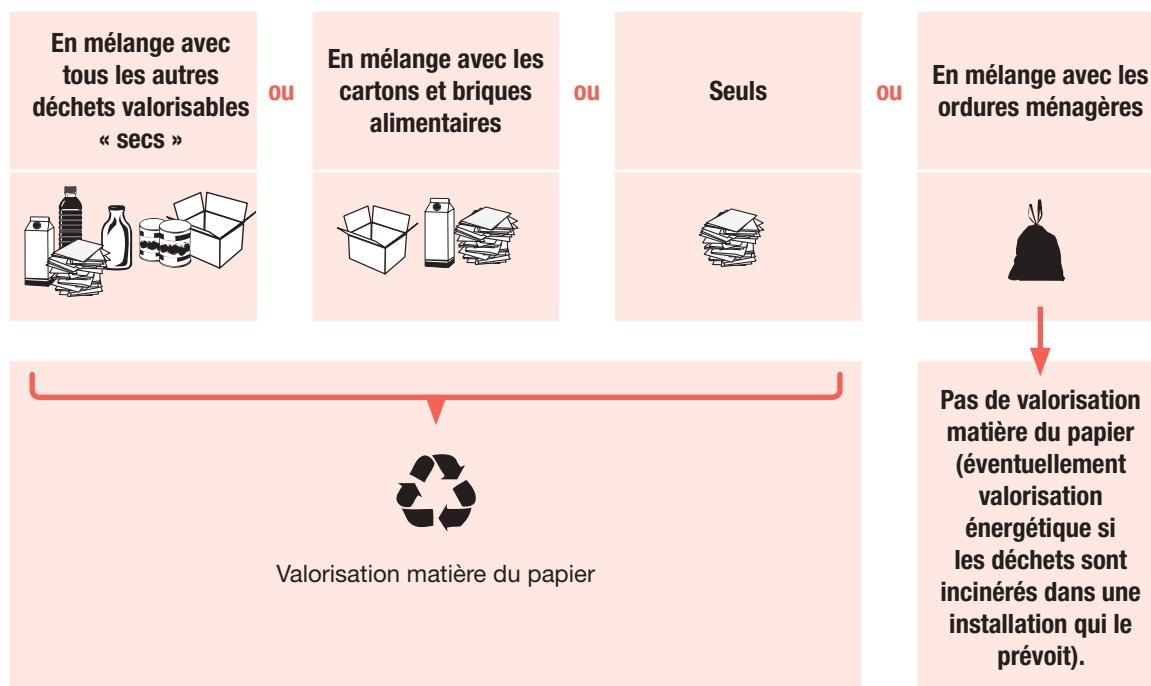 En mélange avec
tous les autres
déchets valorisables
« secs »
ou
En mélange avec les
cartons et briques
alimentaires
ou
Seuls
ou
En mélange avec les
ordures ménagères
Valorisation matière du papier
Pas de valorisation
matière du papier
(éventuellement
valorisation
énergétique si
les déchets sont
incinérés dans une
installation qui le
prévoit).